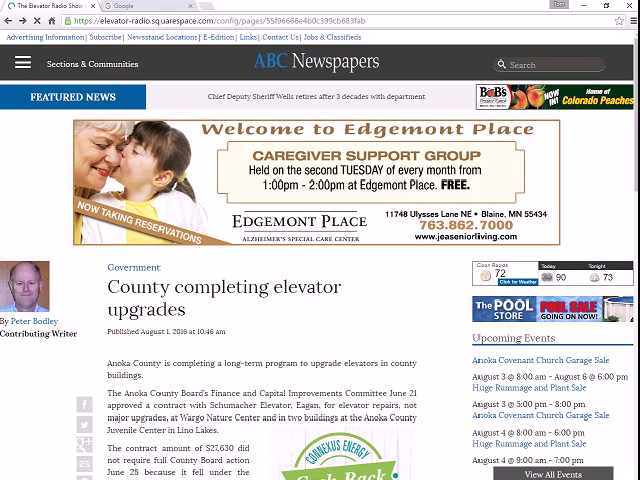 The Elevator Radio Show
Google
https://elevator-radio.squarespace.com/config/pages/55f96666e4b0c399cb683fab
Advertising Information | Subscribe | Newsstand Locations | E-Edition | Links | Contact Us | Jobs & Classifieds
Sections & Communities
ABC Newspapers
Search
FEATURED NEWS
Chief Deputy Sheriff Wells retires after 3 decades with department
BOB'S
NOW IN!
Home of
Colorado Peaches
Welcome to Edgemont Place
CAREGIVER SUPPORT GROUP
Held on the second TUESDAY of every month from
1:00pm - 2:00pm at Edgemont Place. FREE.
NOW TAKING RESERVATIONS
EDGEMONT PLACE
ALZHEIMER'S SPECIAL CARE CENTER
11748 Ulysses Lane NE • Blaine, MN 55434
763.862.7000
www.jeaseniorliving.com
By Peter Bodley
Contributing Writer
Government
County completing elevator
upgrades
Published August 1, 2016 at 10:46 am
Anoka County is completing a long-term program to upgrade elevators in county
buildings.
The Anoka County Board's Finance and Capital Improvements Committee June 21
approved a contract with Schumacher Elevator, Eagan, for elevator repairs, not
major upgrades, at Wargo Nature Center and in two buildings at the Anoka County
Juvenile Center in Lino Lakes.
The contract amount of $27,630 did
not require full County Board action
June 28 because it fell under the
CONNEXUS ENERGY
Cash Back
Coon Rapids
72
Click for Weather
Today
90
Tonight
73
The POOL STORE
POOL SALE
GOING ON NOW!
Upcoming Events
Anoka Covenant Church Garage Sale
August 3 @ 8:00 am - August 6 @ 6:00 pm
Huge Rummage and Plant Sale
August 3 @ 5:00 pm - 8:00 pm
Anoka Covenant Church Garage Sale
August 4 @ 8:00 am - 6:00 pm
Huge Rummage and Plant Sale
August 4 @ 9:00 am - 7:00 pm
View All Events